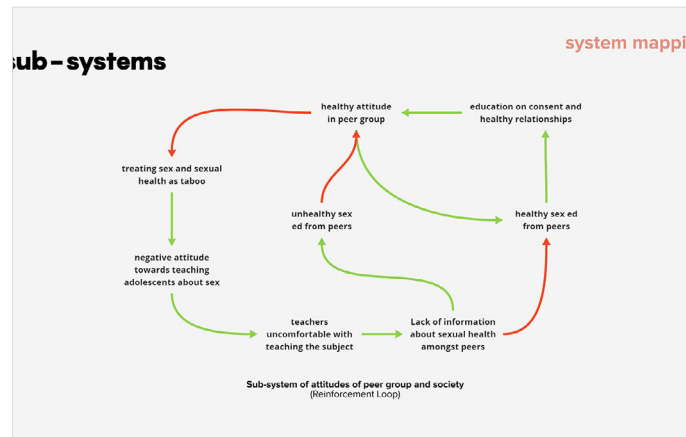 system mappi
sub-systems
healthy attitude
in peer group
education on consent and
healthy relationships
treating sex and sexual
health as taboo
unhealthy sex
ed from peers
healthy sex ed
from peers
negative attitude
towards teaching
adolescents about sex
teachers
uncomfortable with
teaching the subject
Lack of information
about sexual health
amongst peers
Sub-system of attitudes of peer group and society
(Reinforcement Loop)